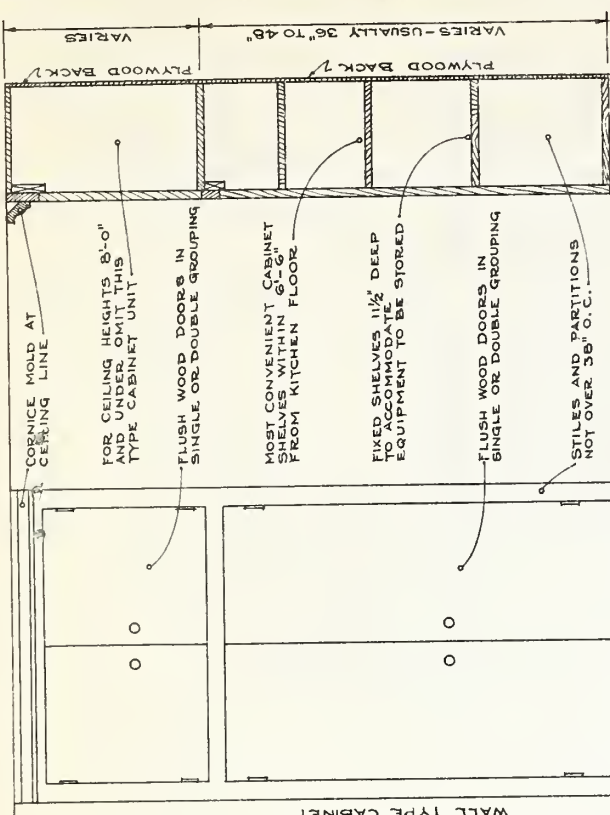 CORNICE MOLD AT
CEILING LINE
FOR CEILING HEIGHTS 8'-0"
AND UNDER OMIT THIS
TYPE CABINET UNIT
FLUSH WOOD DOORS IN
SINGLE OR DOUBLE GROUPING
MOST CONVENIENT CABINET
SHELVES WITHIN 6'-6"
FROM KITCHEN FLOOR
FIXED SHELVES 11½" DEEP
TO ACCOMMODATE
EQUIPMENT TO BE STORED
FLUSH WOOD DOORS IN
SINGLE OR DOUBLE GROUPING
STILES AND PARTITIONS
NOT OVER 38" O.C.
PLYWOOD BACK
VARIES
PLYWOOD BACK
VARIES-USUALLY 36" TO 48"
WALL TYPE CABINET